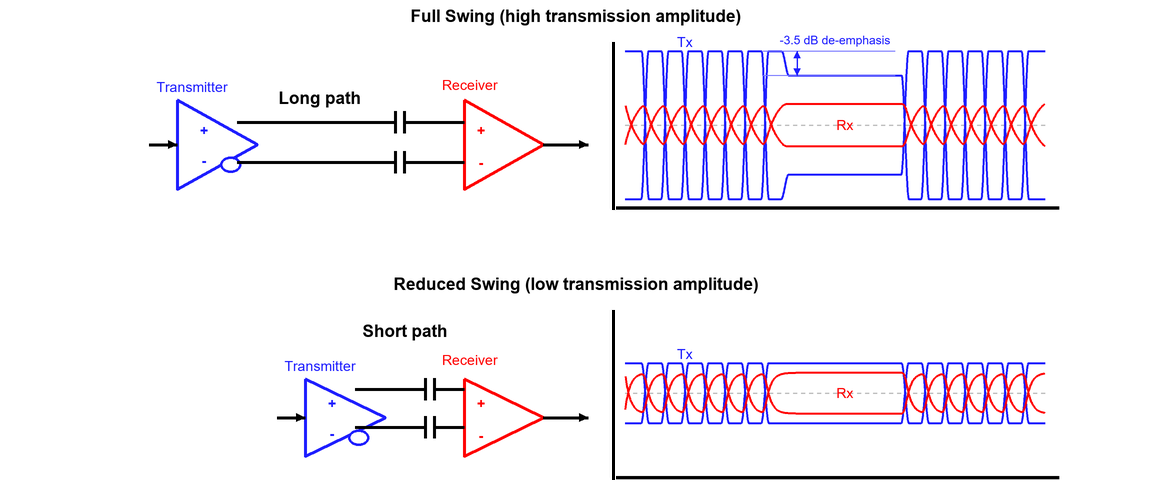 Full Swing (high transmission amplitude)
Transmitter
Long path
Receiver
+
-
+
-
Tx
-3.5 dB de-emphasis
Rx
Reduced Swing (low transmission amplitude)
Short path
Transmitter
Receiver
+
-
+
-
Tx
Rx